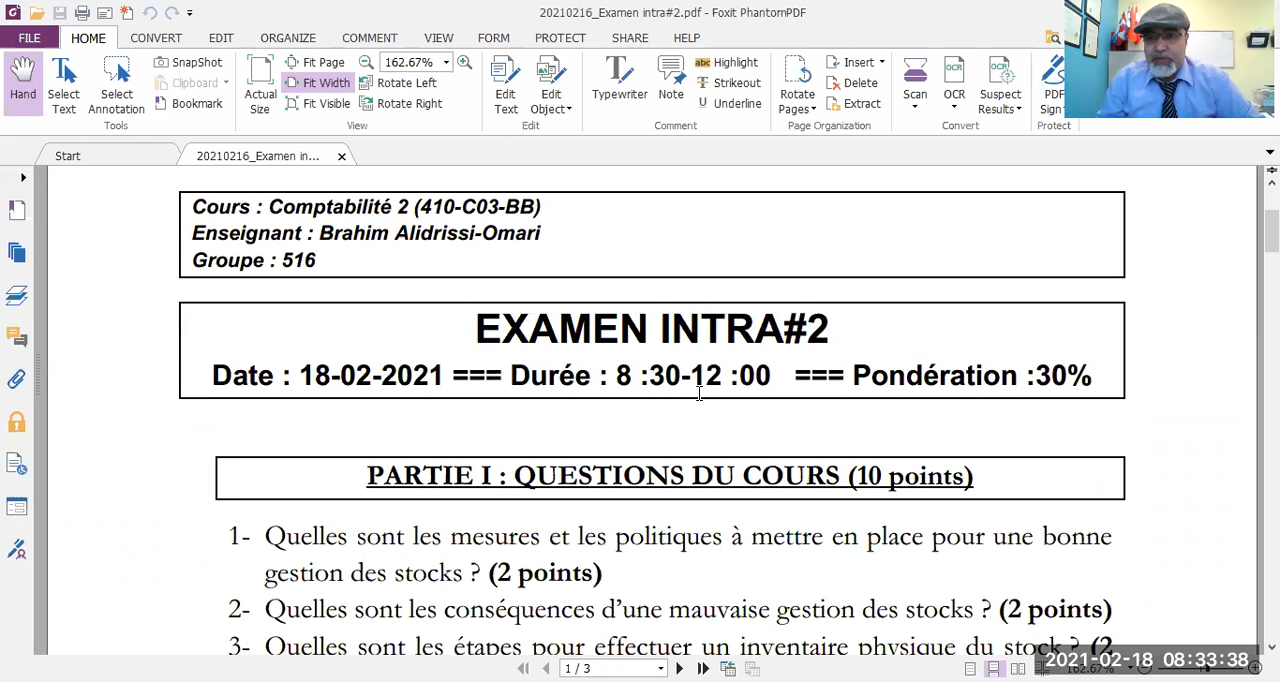 20210216_Examen intra#2.pdf - Foxit PhantomPDF
FILE HOME CONVERT EDIT ORGANIZE COMMENT VIEW FORM PROTECT SHARE HELP
Hand
Select Text
Select Annotation
SnapShot
Clipboard
Bookmark
Tools
Actual Size
Fit Page
Fit Width
Fit Visible
162.67%
Rotate Left
Rotate Right
View
Edit Text
Edit Object
Edit
Typewriter
Note
Highlight
Strikeout
Underline
Comment
Rotate Pages
Insert
Delete
Extract
Page Organization
Scan
OCR
Suspect Results
Convert
PDF Sign
Protect
Start
20210216_Examen in...
Cours : Comptabilité 2 (410-C03-BB)
Enseignant : Brahim Alidrissi-Omari
Groupe : 516
EXAMEN INTRA#2
Date : 18-02-2021 === Durée : 8 :30-12 :00 === Pondération :30%
PARTIE I : QUESTIONS DU COURS (10 points)
1- Quelles sont les mesures et les politiques à mettre en place pour une bonne
gestion des stocks ? (2 points)
2- Quelles sont les conséquences d’une mauvaise gestion des stocks ? (2 points)
3- Quelles sont les étapes pour effectuer un inventaire physique du stock ? (2
1 / 3
2021-02-18 08:33:38
162.67%